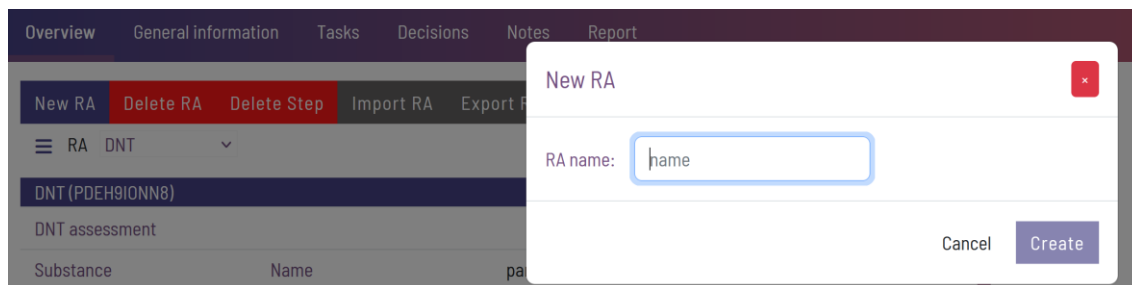 Overview General information Tasks Decisions Notes Report
New RA Delete RA Delete Step Import RA Export
RA DNT
DNT (PDEH9IONN8)
DNT assessment
Substance Name
New RA
×
RA name: name
Cancel Create